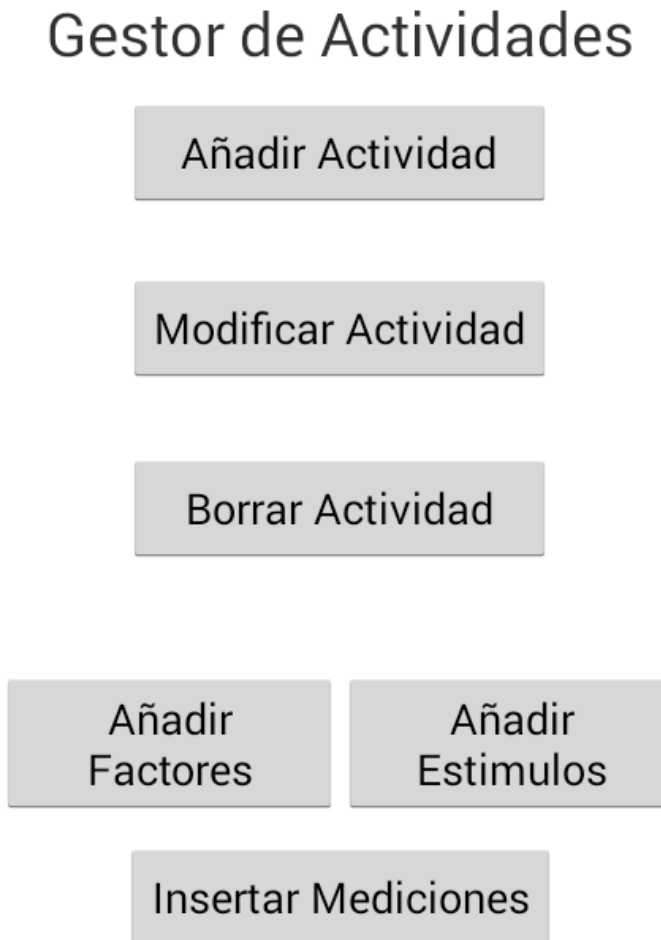 Gestor de Actividades
Añadir Actividad
Modificar Actividad
Borrar Actividad
Añadir
Factores
Añadir
Estimulos
Insertar Mediciones